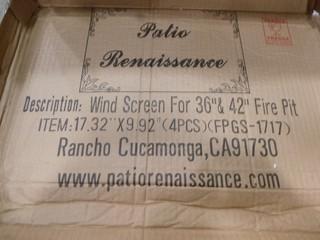 Patio
Renaissance
Description: Wind Screen For 36"& 42" Fire Pit
ITEM:17.32"X9.92"(4PCS)(FPGS-1717)
Rancho Cucamonga,CA91730
www.patiorenaissance.com